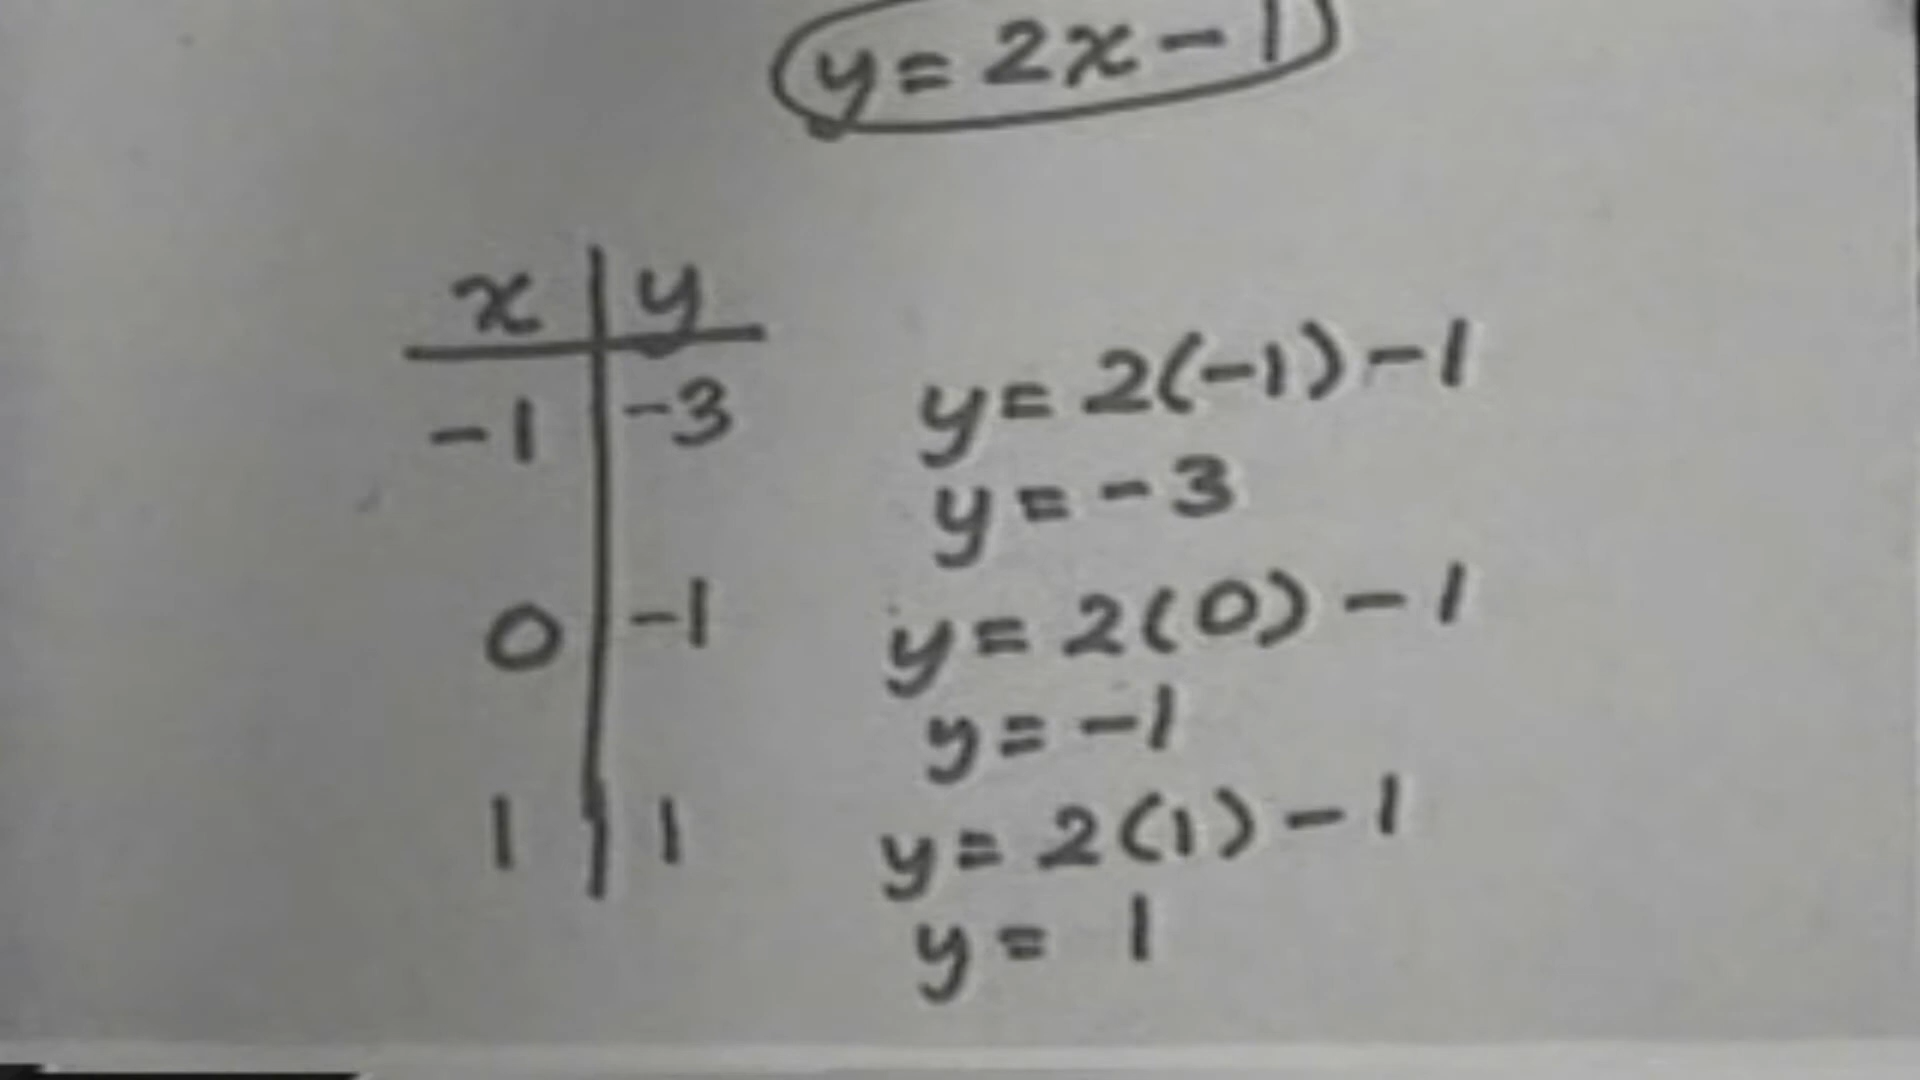 y = 2x - 1
x | y
-1 | -3
y = 2(-1) - 1
y = -3
0 | -1
y = 2(0) - 1
y = -1
1 | 1
y = 2(1) - 1
y = 1